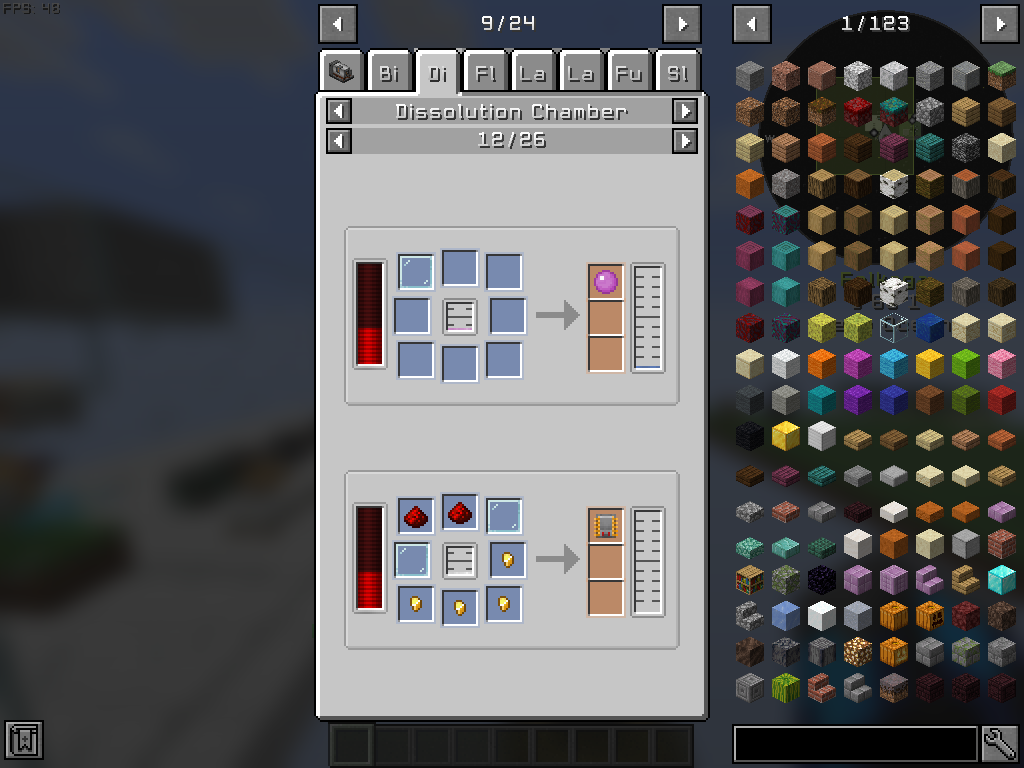 FPS: 48
9/24
1/123
Bi
Di
Fl
La
La
Fu
Sl
Dissolution Chamber
12/26